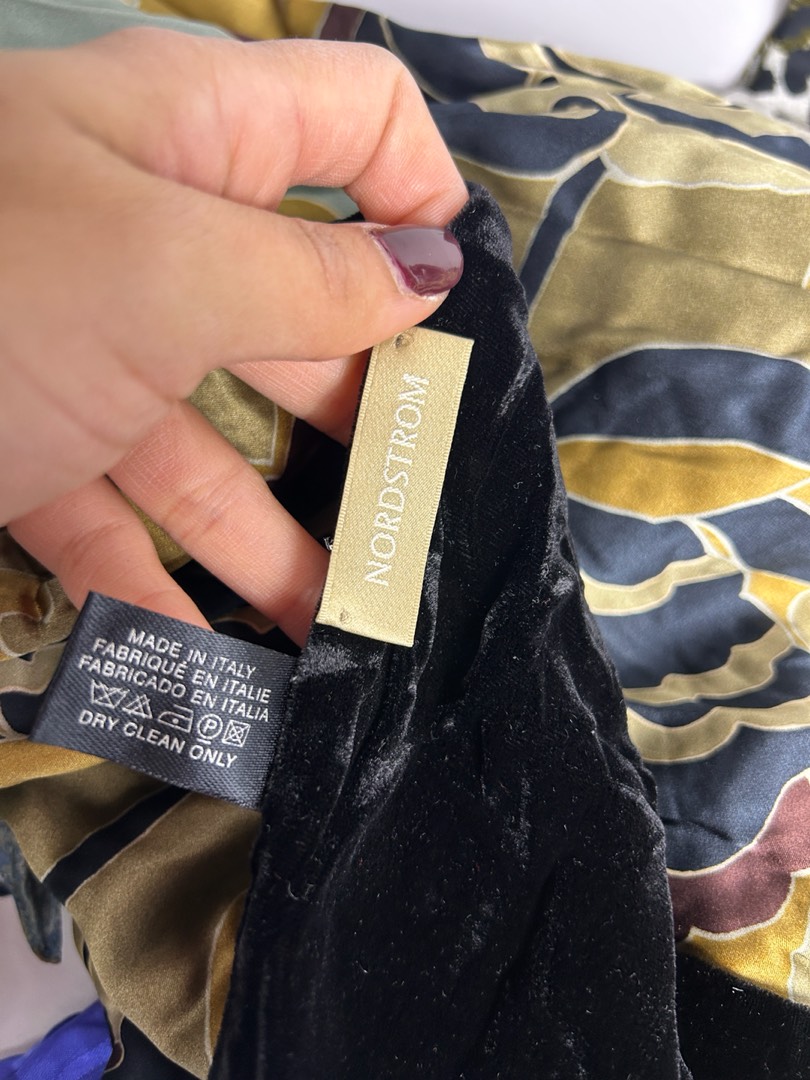 NORDSTROM
MADE IN ITALY
FABRIQUÉ EN ITALIE
FABRICADO EN ITALIA
P
DRY CLEAN ONLY